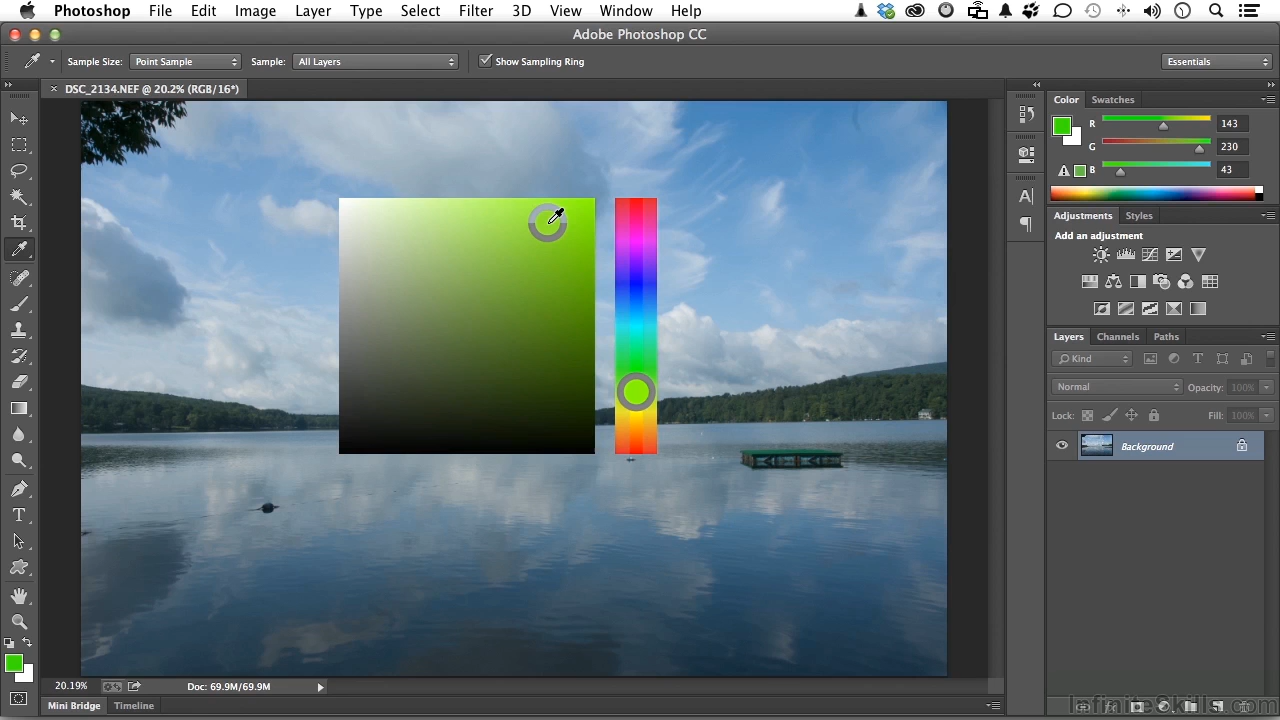 Photoshop File Edit Image Layer Type Select Filter 3D View Window Help
Adobe Photoshop CC
Sample Size: Point Sample Sample: All Layers Show Sampling Ring Essentials
DSC_2134.NEF @ 20.2% (RGB/16*)
Color Swatches
R 143
G 230
B 43
Adjustments Styles
Add an adjustment
Layers Channels Paths
Kind
Normal Opacity: 100%
Lock: Fill: 100%
Background
20.19% Doc: 69.9M/69.9M
Mini Bridge Timeline
InfiniteSkills.com